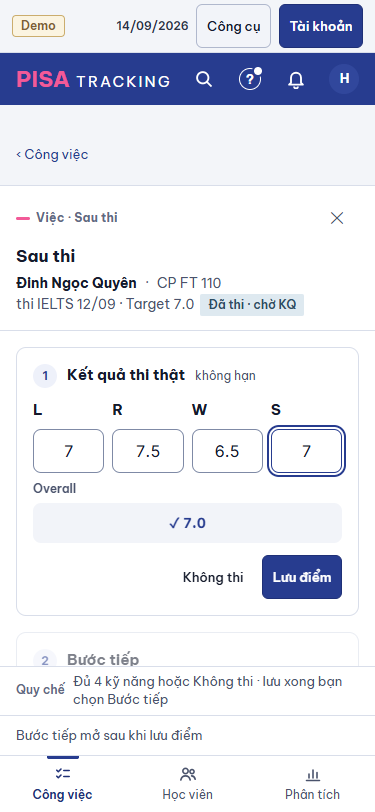 Demo 14/09/2026 Công cụ Tài khoản
PISA TRACKING ? H
‹ Công việc
Việc · Sau thi
Sau thi
Đinh Ngọc Quyên · CP FT 110
thi IELTS 12/09 · Target 7.0 Đã thi · chờ KQ
1 Kết quả thi thật không hạn
L R W S
7 7.5 6.5 7
Overall
✓ 7.0
Không thi Lưu điểm
2 Bước tiếp
Quy chế Đủ 4 kỹ năng hoặc Không thi · lưu xong bạn
chọn Bước tiếp
Bước tiếp mở sau khi lưu điểm
Công việc Học viên Phân tích